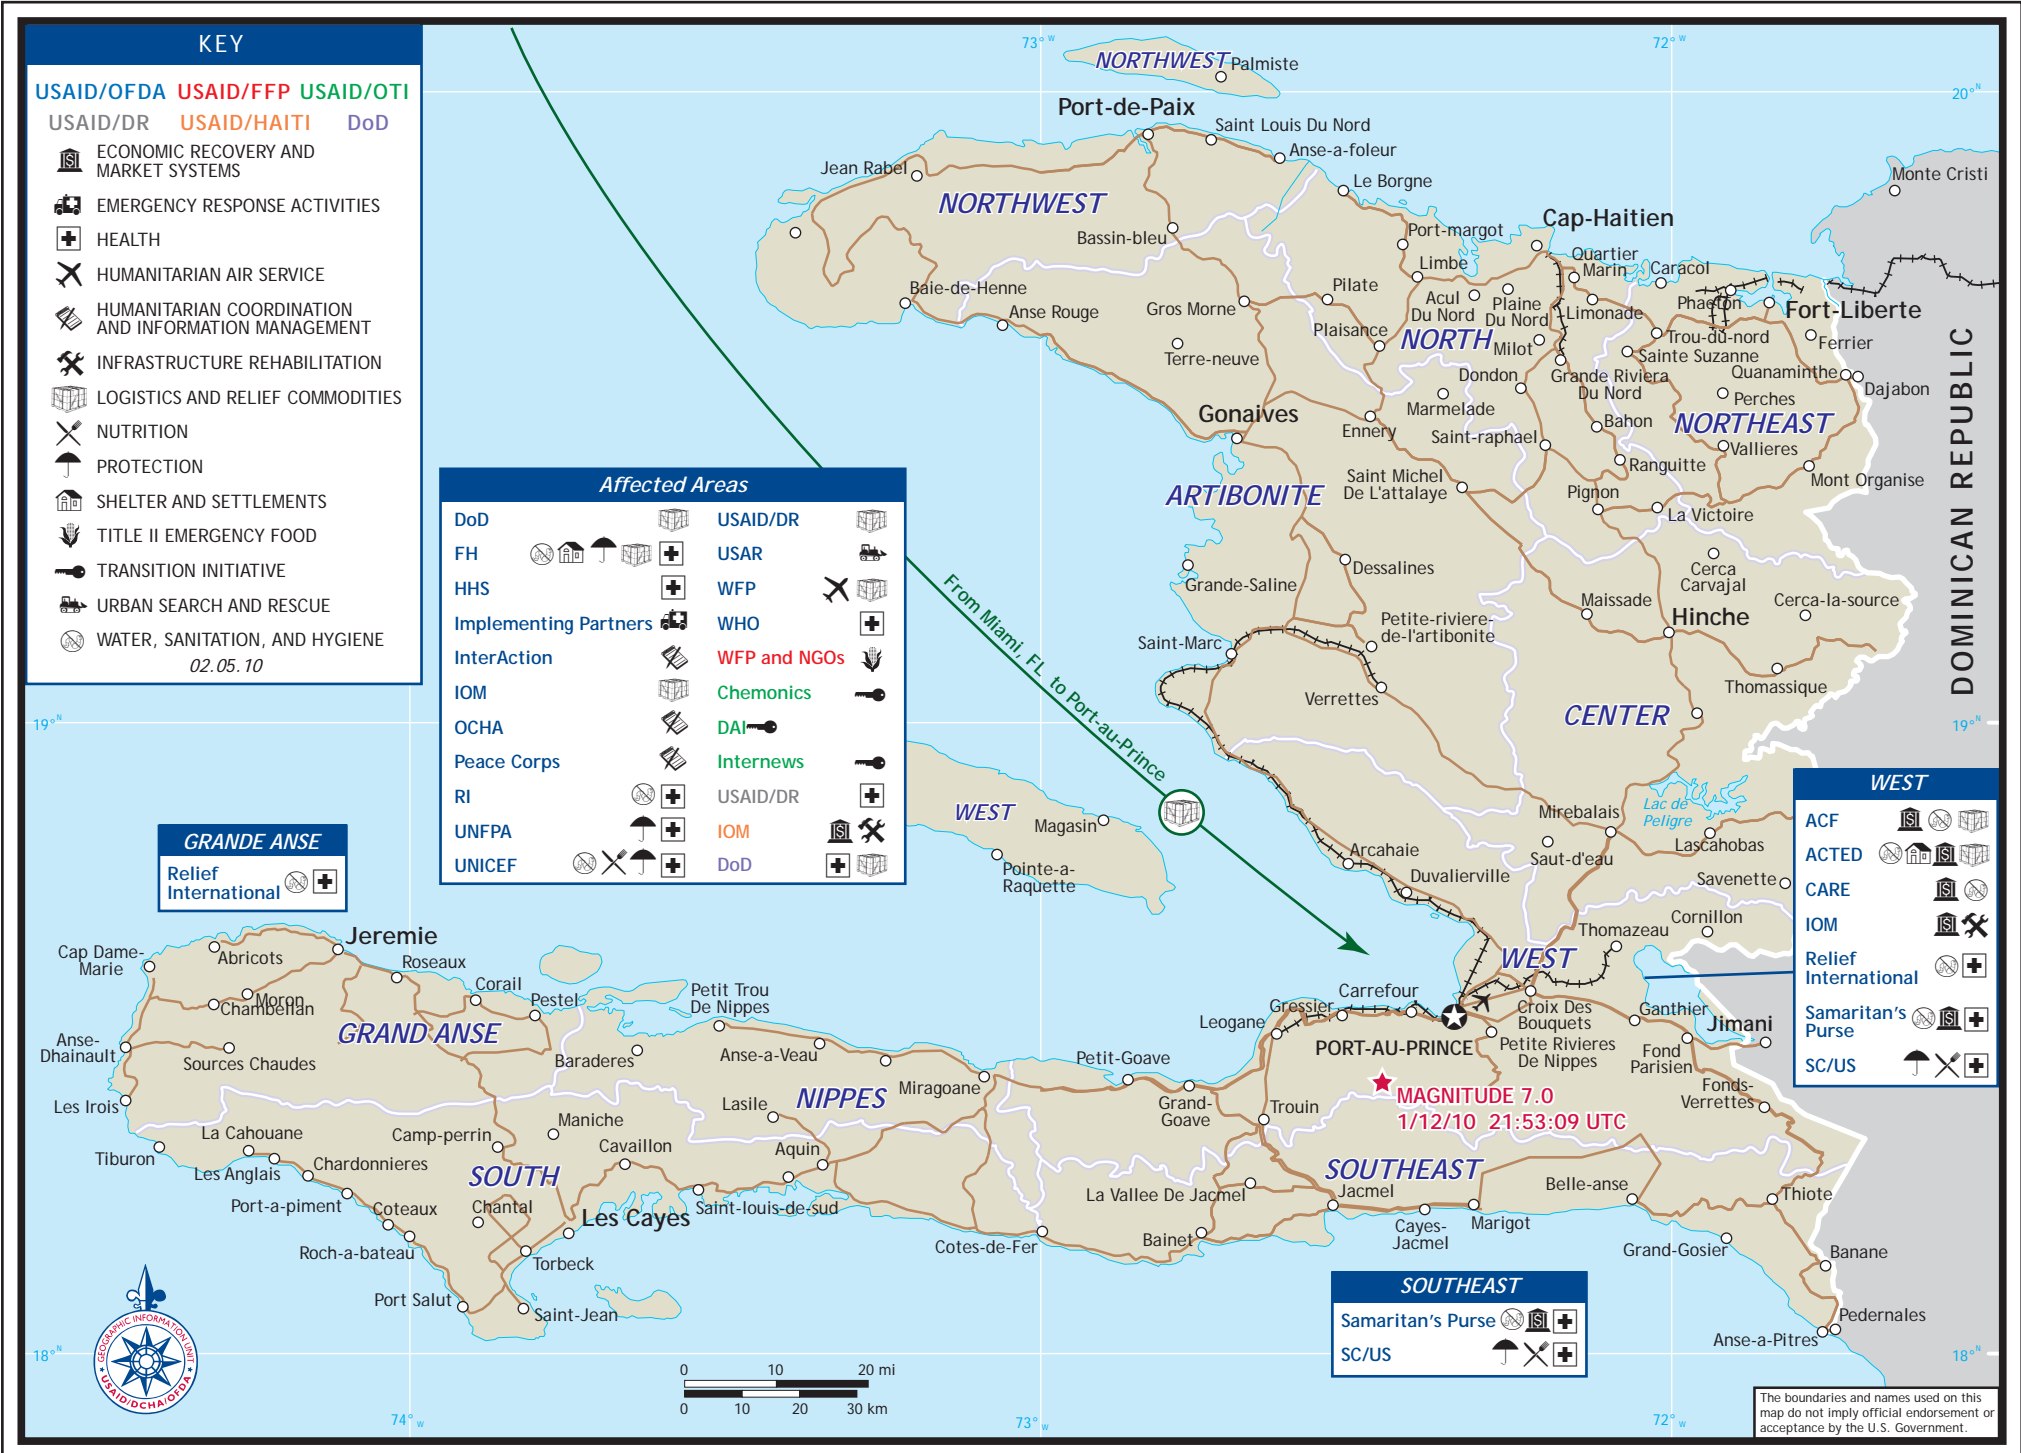 KEY
USAID/OFDA USAID/FFP USAID/OTI
USAID/DR USAID/HAITI DoD
ECONOMIC RECOVERY AND
MARKET SYSTEMS
EMERGENCY RESPONSE ACTIVITIES
HEALTH
HUMANITARIAN AIR SERVICE
HUMANITARIAN COORDINATION
AND INFORMATION MANAGEMENT
INFRASTRUCTURE REHABILITATION
LOGISTICS AND RELIEF COMMODITIES
NUTRITION
PROTECTION
SHELTER AND SETTLEMENTS
TITLE II EMERGENCY FOOD
TRANSITION INITIATIVE
URBAN SEARCH AND RESCUE
WATER, SANITATION, AND HYGIENE
02.05.10
Affected Areas
DoD
FH
HHS
Implementing Partners
InterAction
IOM
OCHA
Peace Corps
RI
UNFPA
UNICEF
USAID/DR
USAR
WFP
WHO
WFP and NGOs
Chemonics
DAI
Internews
USAID/DR
IOM
DoD
GRANDE ANSE
Relief
International
WEST
ACF
ACTED
CARE
IOM
Relief
International
Samaritan's
Purse
SC/US
SOUTHEAST
Samaritan's Purse
SC/US
From Miami, FL to Port-au-Prince
73° W
72° W
20° N
19° N
19° N
18° N
18° N
74° W
73° W
72° W
NORTHWEST
Palmiste
Port-de-Paix
Saint Louis Du Nord
Anse-a-foleur
Jean Rabel
Le Borgne
Monte Cristi
NORTHWEST
Cap-Haitien
Bassin-bleu
Port-margot
Quartier
Marin
Limbe
Caracol
Baie-de-Henne
Pilate
Acul
Du Nord
Plaine
Du Nord
Phaeton
Anse Rouge
Gros Morne
Limonade
Fort-Liberte
Plaisance
NORTH
Milot
Trou-du-nord
Ferrier
Terre-neuve
Sainte Suzanne
Dondon
Grande Riviera
Du Nord
Quanaminthe
Dajabon
Marmelade
Perches
Gonaives
Ennery
Bahon
NORTHEAST
Saint-raphael
Vallieres
Ranguitte
Mont Organise
ARTIBONITE
Saint Michel
De L'attalaye
Pignon
La Victoire
DOMINICAN REPUBLIC
Dessalines
Cerca
Carvajal
Grande-Saline
Maissade
Cerca-la-source
Petite-riviere-
de-l'artibonite
Hinche
Saint-Marc
Verrettes
Thomassique
CENTER
WEST
Magasin
Pointe-a-
Raquette
Mirebalais
Lac de
Peligre
Lascahobas
Saut-d'eau
Arcahaie
Duvalierville
Savenette
Cornillon
Thomazeau
WEST
Cap Dame-
Marie
Abricots
Jeremie
Roseaux
Corail
Moron
Chambellan
Pestel
Petit Trou
De Nippes
Gressier
Carrefour
Croix Des
Bouquets
Ganthier
Jimani
Leogane
PORT-AU-PRINCE
Petite Rivieres
De Nippes
Fond
Parisien
Anse-
Dhainault
GRAND ANSE
Sources Chaudes
Baraderes
Anse-a-Veau
Petit-Goave
Miragoane
MAGNITUDE 7.0
1/12/10 21:53:09 UTC
Fonds-
Verrettes
Les Irois
NIPPES
Lasile
Grand-
Goave
Trouin
La Cahouane
Camp-perrin
Maniche
Cavaillon
Aquin
Tiburon
Les Anglais
Chardonnieres
SOUTH
SOUTHEAST
Port-a-piment
Coteaux
Chantal
Les Cayes
Saint-louis-de-sud
La Vallee De Jacmel
Jacmel
Belle-anse
Thiote
Roch-a-bateau
Cotes-de-Fer
Bainet
Cayes-
Jacmel
Marigot
Grand-Gosier
Banane
Torbeck
Port Salut
Saint-Jean
Pedernales
Anse-a-Pitres
GEOGRAPHIC INFORMATION UNIT
USAID/DCHA/OFDA
0 10 20 mi
0 10 20 30 km
The boundaries and names used on this
map do not imply official endorsement or
acceptance by the U.S. Government.